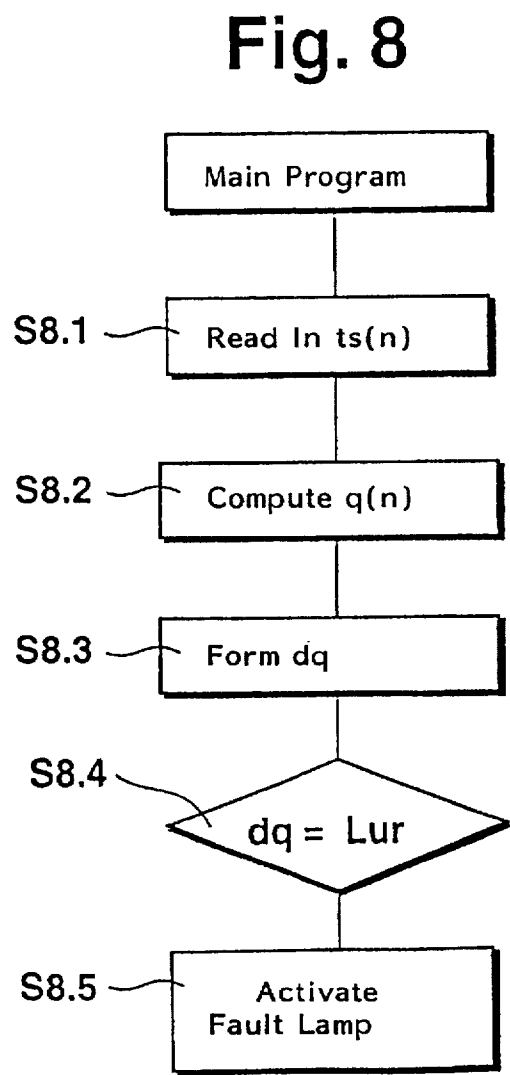 Fig. 8
Main Program
S8.1
Read In ts(n)
S8.2
Compute q(n)
S8.3
Form dq
S8.4
dq = Lur
S8.5
Activate
Fault Lamp